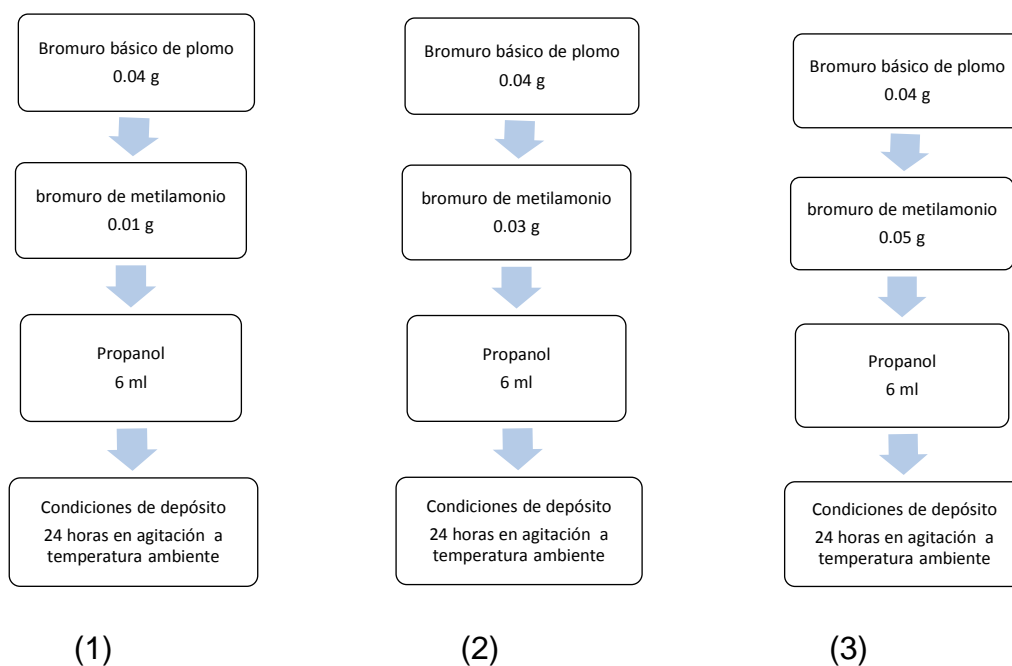 Bromuro básico de plomo
0.04 g
bromuro de metilamonio
0.01 g
Propanol
6 ml
Condiciones de depósito
24 horas en agitación a
temperatura ambiente
(1)
Bromuro básico de plomo
0.04 g
bromuro de metilamonio
0.03 g
Propanol
6 ml
Condiciones de depósito
24 horas en agitación a
temperatura ambiente
(2)
Bromuro básico de plomo
0.04 g
bromuro de metilamonio
0.05 g
Propanol
6 ml
Condiciones de depósito
24 horas en agitación a
temperatura ambiente
(3)